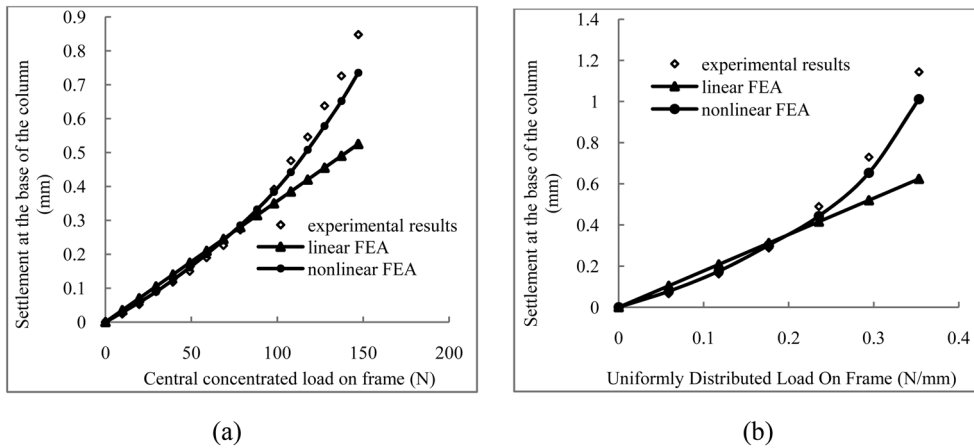 0.9
0.8
0.7
0.6
0.5
0.4
0.3
0.2
0.1
0
Settlement at the base of the column
(mm)
experimental results
linear FEA
nonlinear FEA
0 50 100 150 200
Central concentrated load on frame (N)
(a)
1.4
1.2
1
0.8
0.6
0.4
0.2
0
Settlement at the base of the column
(mm)
experimental results
linear FEA
nonlinear FEA
0 0.1 0.2 0.3 0.4
Uniformly Distributed Load On Frame (N/mm)
(b)